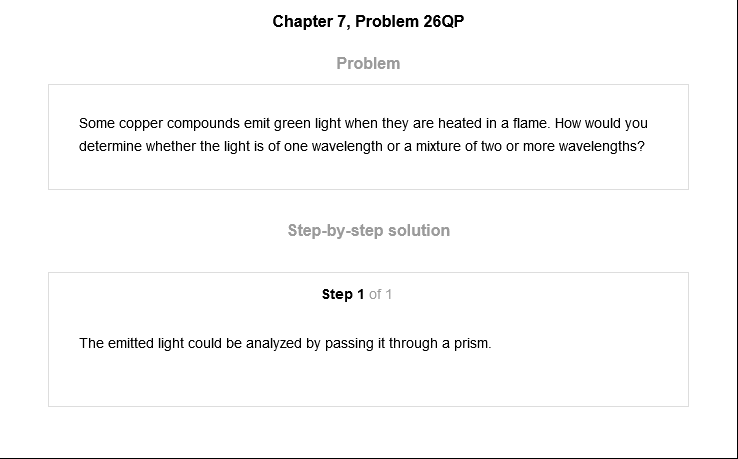 Chapter 7, Problem 26QP
Problem
Some copper compounds emit green light when they are heated in a flame. How would you
determine whether the light is of one wavelength or a mixture of two or more wavelengths?
Step-by-step solution
Step 1 of 1
The emitted light could be analyzed by passing it through a prism.